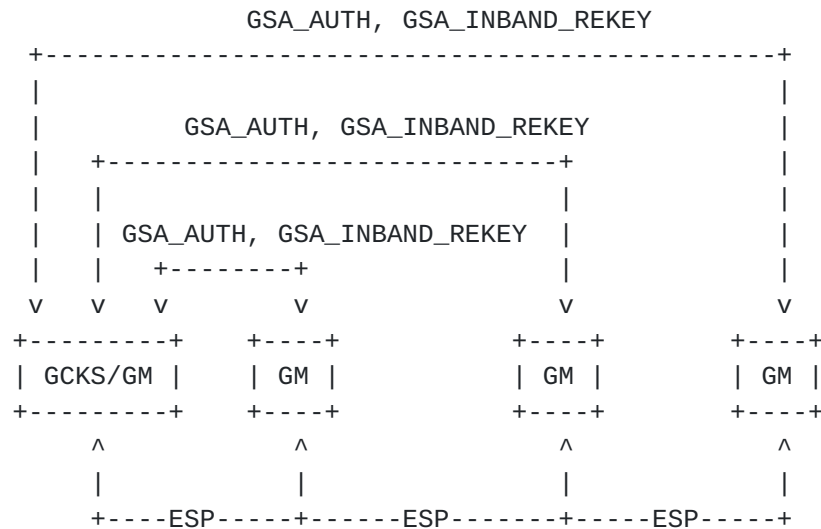 GSA_AUTH, GSA_INBAND_REKEY
GSA_AUTH, GSA_INBAND_REKEY
GSA_AUTH, GSA_INBAND_REKEY
GCKS/GM GM GM GM
ESP ESP ESP